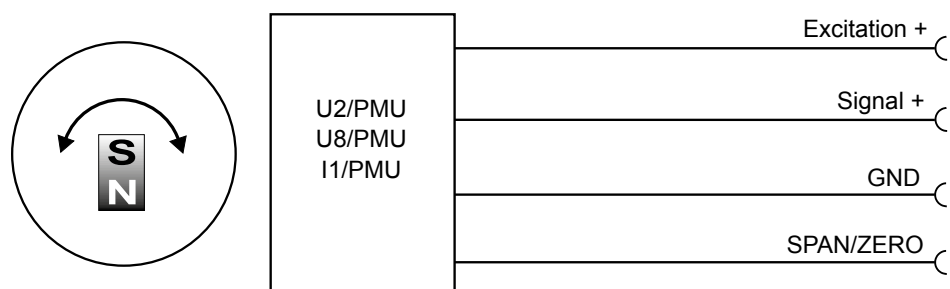 S
N
U2/PMU
U8/PMU
I1/PMU
Excitation +
Signal +
GND
SPAN/ZERO